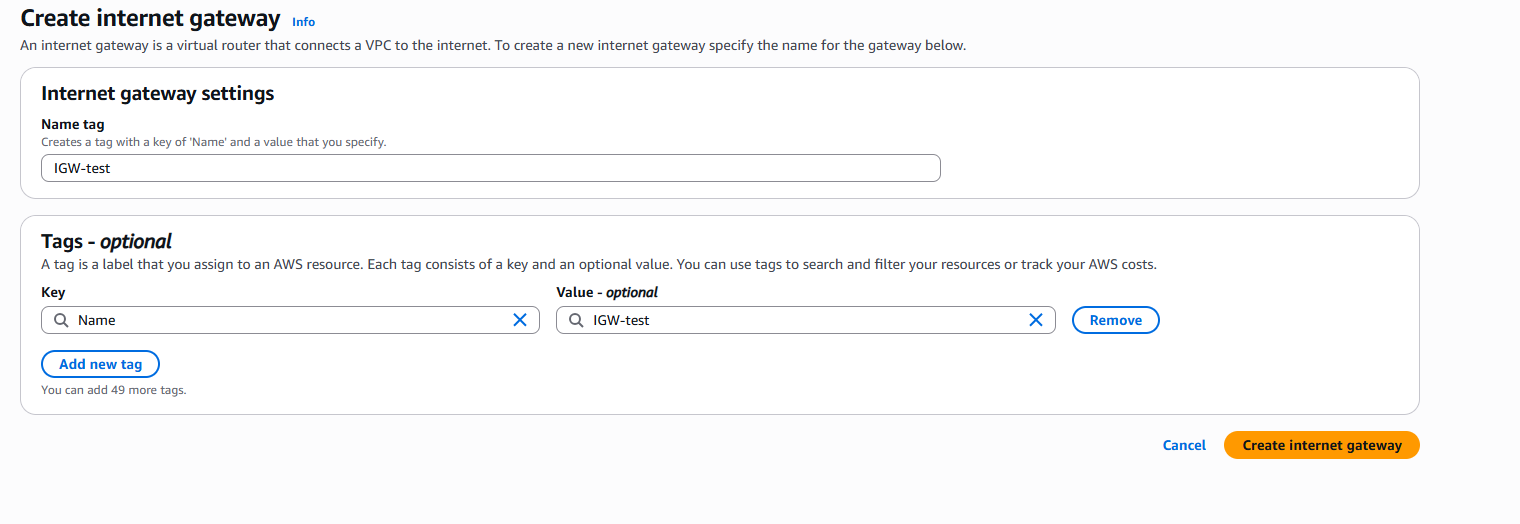 Create internet gateway Info
An internet gateway is a virtual router that connects a VPC to the internet. To create a new internet gateway specify the name for the gateway below.
Internet gateway settings
Name tag
Creates a tag with a key of 'Name' and a value that you specify.
IGW-test
Tags - optional
A tag is a label that you assign to an AWS resource. Each tag consists of a key and an optional value. You can use tags to search and filter your resources or track your AWS costs.
Key Value - optional
Name IGW-test Remove
Add new tag
You can add 49 more tags.
Cancel Create internet gateway